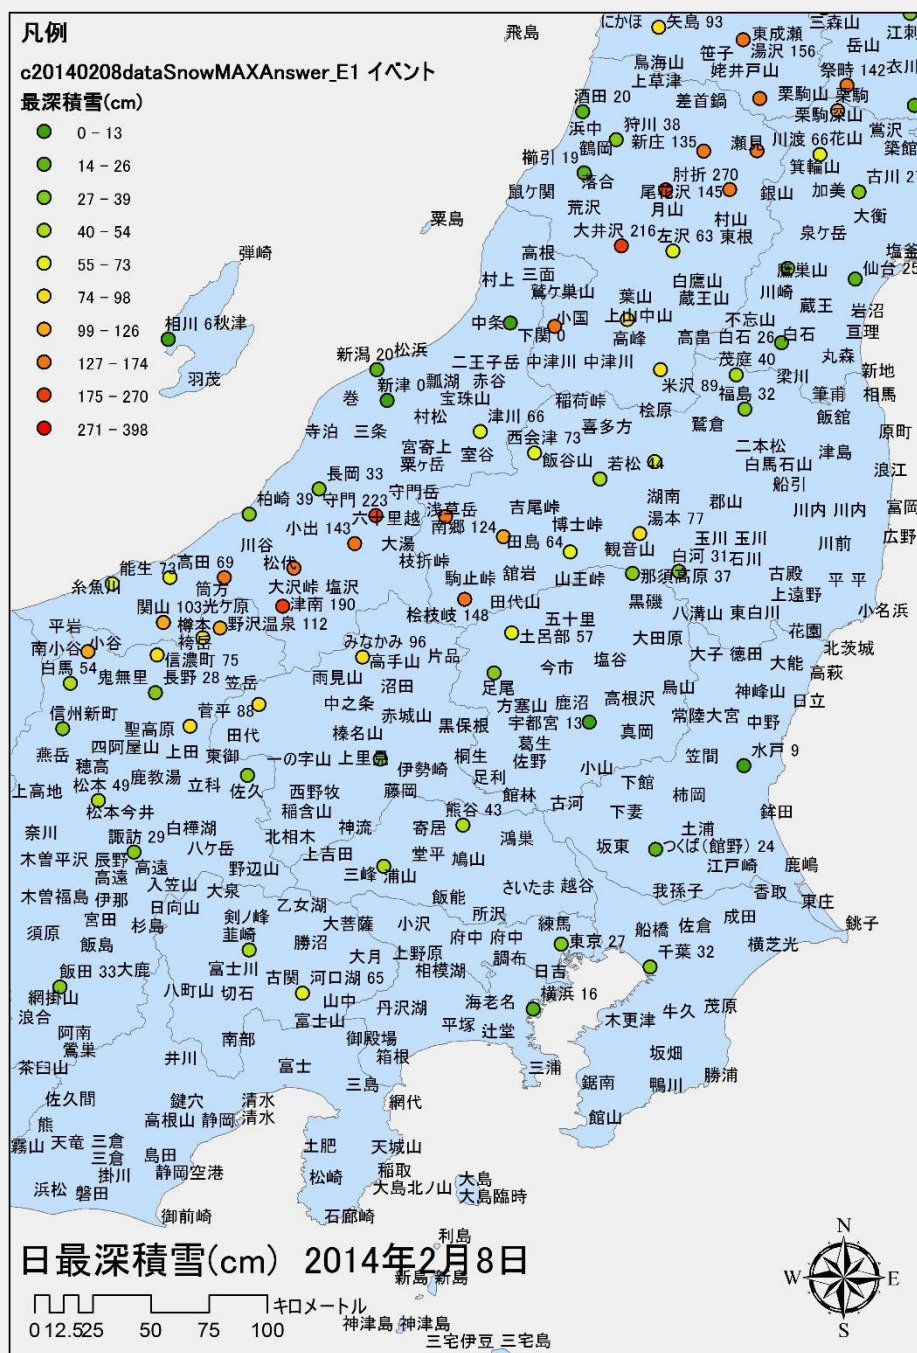 凡例
c20140208dataSnowMAXAnswer_E1 イベント
最深積雪(cm)
0 - 13
14 - 26
27 - 39
40 - 54
55 - 73
74 - 98
99 - 126
127 - 174
175 - 270
271 - 398
飛島
にかほ
矢島 93
三森山
江刺
東成瀬
笹子
湯沢 156
岳山
鳥海山
姥井戸山
祭畤 142
衣川
上草津
酒田 20
差首鍋
栗駒山
栗駒
浜中
狩川 38
栗駒深山
鶯沢
鶴岡
新庄 135
瀬見
川渡 66
花山
築館
櫛引 19
肘折 270
箕輪山
落合
尾花沢 145
銀山
加美
鼠ケ関
荒沢
月山
村山
大衡
粟島
大井沢 216
左沢 63
東根
泉ケ岳
弾崎
高根
塩釜
村上
三面
白鷹山
鷹巣山
仙台 25
鷲ケ巣山
葉山
蔵王山
川崎
蔵王
岩沼
相川 6
秋津
中条
小国
上山中山
不忘山
下関 0
高峰
高畠
白石 26
白石
亘理
羽茂
新潟 20
松浜
二王子岳
中津川
中津川
茂庭 40
丸森
新地
新津 0
瓢湖
赤谷
米沢 89
梁川
巻
宝珠山
稲荷峠
福島 32
筆甫
相馬
村松
津川 66
桧原
鷲倉
飯舘
寺泊
三条
宮寄上
室谷
西会津 73
喜多方
原町
粟ケ岳
飯谷山
二本松
津島
長岡 33
若松 44
白馬石山
浪江
柏崎 39
守門 223
守門岳
浅草岳
吉尾峠
湖南
船引
富岡
六十里越
郡山
小出 143
南郷 124
博士峠
湯本 77
川内
川内
川谷
大湯
田島 64
観音山
玉川
玉川
広野
能生 73
高田 69
松代
枝折峠
白河 31
石川
川前
糸魚川
筒方
大沢峠
塩沢
駒止峠
舘岩
山王峠
那須高原 37
古殿
平
平
関山 103
光ケ原
津南 190
桧枝岐 148
田代山
黒磯
上遠野
小名浜
平岩
樽本
野沢温泉 112
八溝山
東白川
南小谷
小谷
袴岳
みなかみ 96
五十里
花園
北茨城
白馬 54
信濃町 75
高手山
片品
土呂部 57
大田原
鬼無里
長野 28
笠岳
雨見山
沼田
足尾
今市
塩谷
大子
徳田
大能
高萩
信州新町
菅平 88
中之条
方塞山
鹿沼
高根沢
烏山
神峰山
日立
聖高原
赤城山
黒保根
宇都宮 13
常陸大宮
中野
燕岳
四阿屋山
上田
田代
榛名山
真岡
穂高
東御
一の字山
上里見
桐生
葛生
笠間
水戸 9
上高地
松本 49
鹿教湯
立科
佐久
西野牧
藤岡
伊勢崎
足利
佐野
小山
下館
松本今井
稲含山
館林
古河
柿岡
鉾田
奈川
諏訪 29
白樺湖
北相木
神流
寄居
熊谷 43
鴻巣
下妻
土浦
木曽平沢
辰野
八ケ岳
上吉田
堂平
鳩山
坂東
つくば(館野) 24
高遠
高遠
野辺山
三峰
浦山
江戸崎
鹿嶋
木曽福島
伊那
入笠山
大泉
飯能
さいたま
越谷
我孫子
香取
宮田
日向山
乙女湖
所沢
東庄
須原
杉島
剣ノ峰
大菩薩
小沢
練馬
船橋
佐倉
成田
銚子
飯島
韮崎
勝沼
府中
府中
東京 27
横芝光
飯田 33
大鹿
富士川
大月
上野原
調布
千葉 32
網掛山
古関
河口湖 65
相模湖
日吉
八町山
切石
浪合
山中
丹沢湖
海老名
横浜 16
茂原
阿南
南部
富士山
平塚
辻堂
木更津
牛久
鶯巣
御殿場
茶臼山
井川
富士
箱根
三浦
坂畑
勝浦
佐久間
三島
鋸南
鴨川
鍵穴
清水
網代
熊
高根山
静岡
清水
館山
霧山
天竜
三倉
三倉
島田
土肥
天城山
掛川
静岡空港
松崎
稲取
大島
浜松
磐田
大島北ノ山
大島臨時
御前崎
石廊崎
利島
日最深積雪(cm) 2014年2月8日
新島
新島
キロメートル
0 12.5 25 50 75 100
神津島
神津島
三宅伊豆
三宅島
N
W
E
S